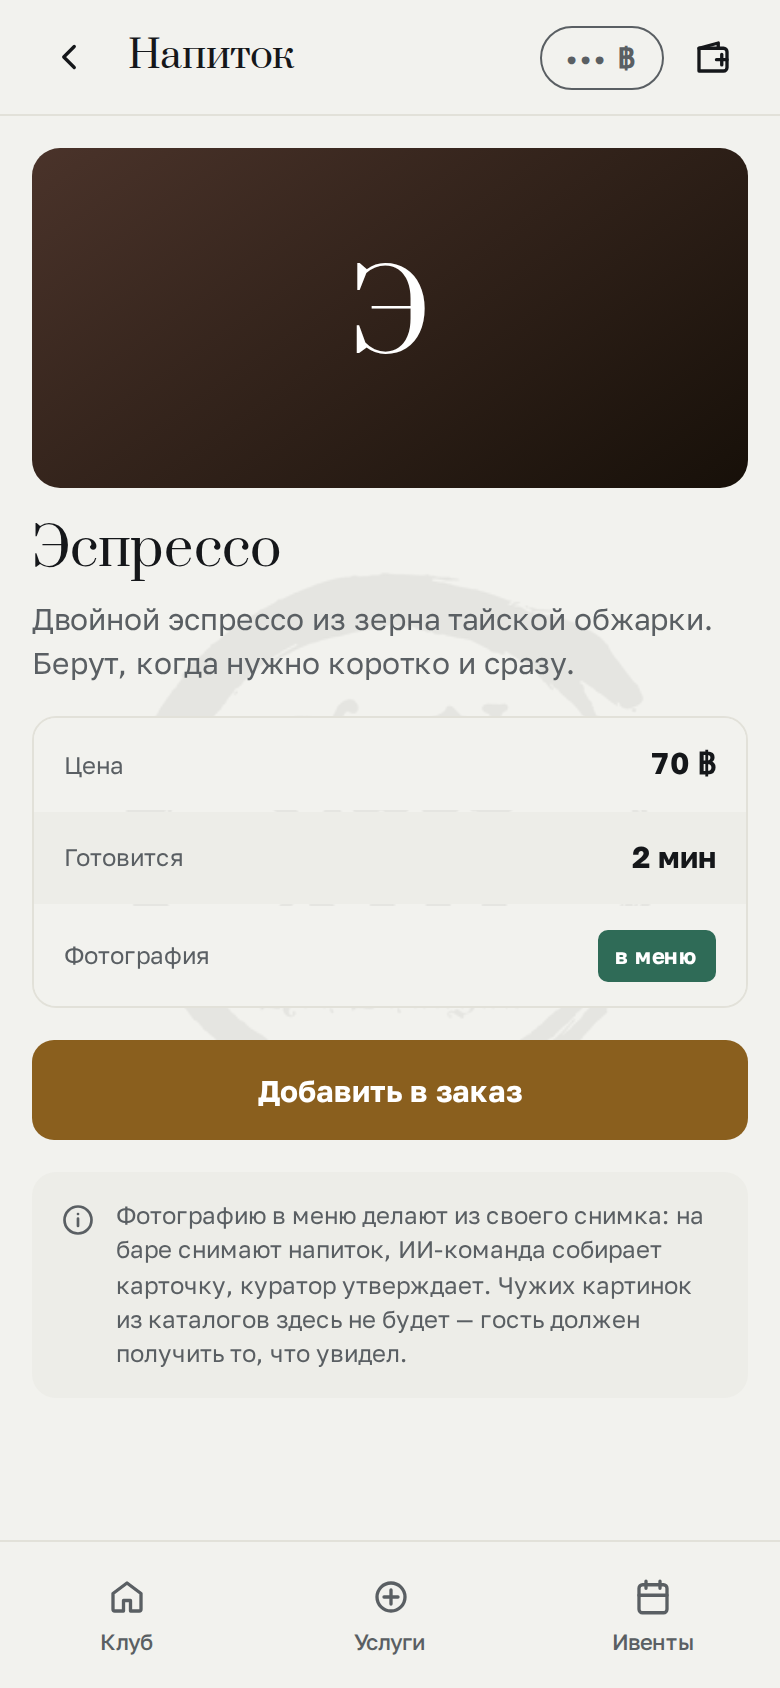 Напиток
••• ฿
Э
Эспрессо
Двойной эспрессо из зерна тайской обжарки.
Берут, когда нужно коротко и сразу.
Цена
70 ฿
Готовится
2 мин
Фотография
в меню
Добавить в заказ
Фотографию в меню делают из своего снимка: на
баре снимают напиток, ИИ-команда собирает
карточку, куратор утверждает. Чужих картинок
из каталогов здесь не будет — гость должен
получить то, что увидел.
Клуб
Услуги
Ивенты